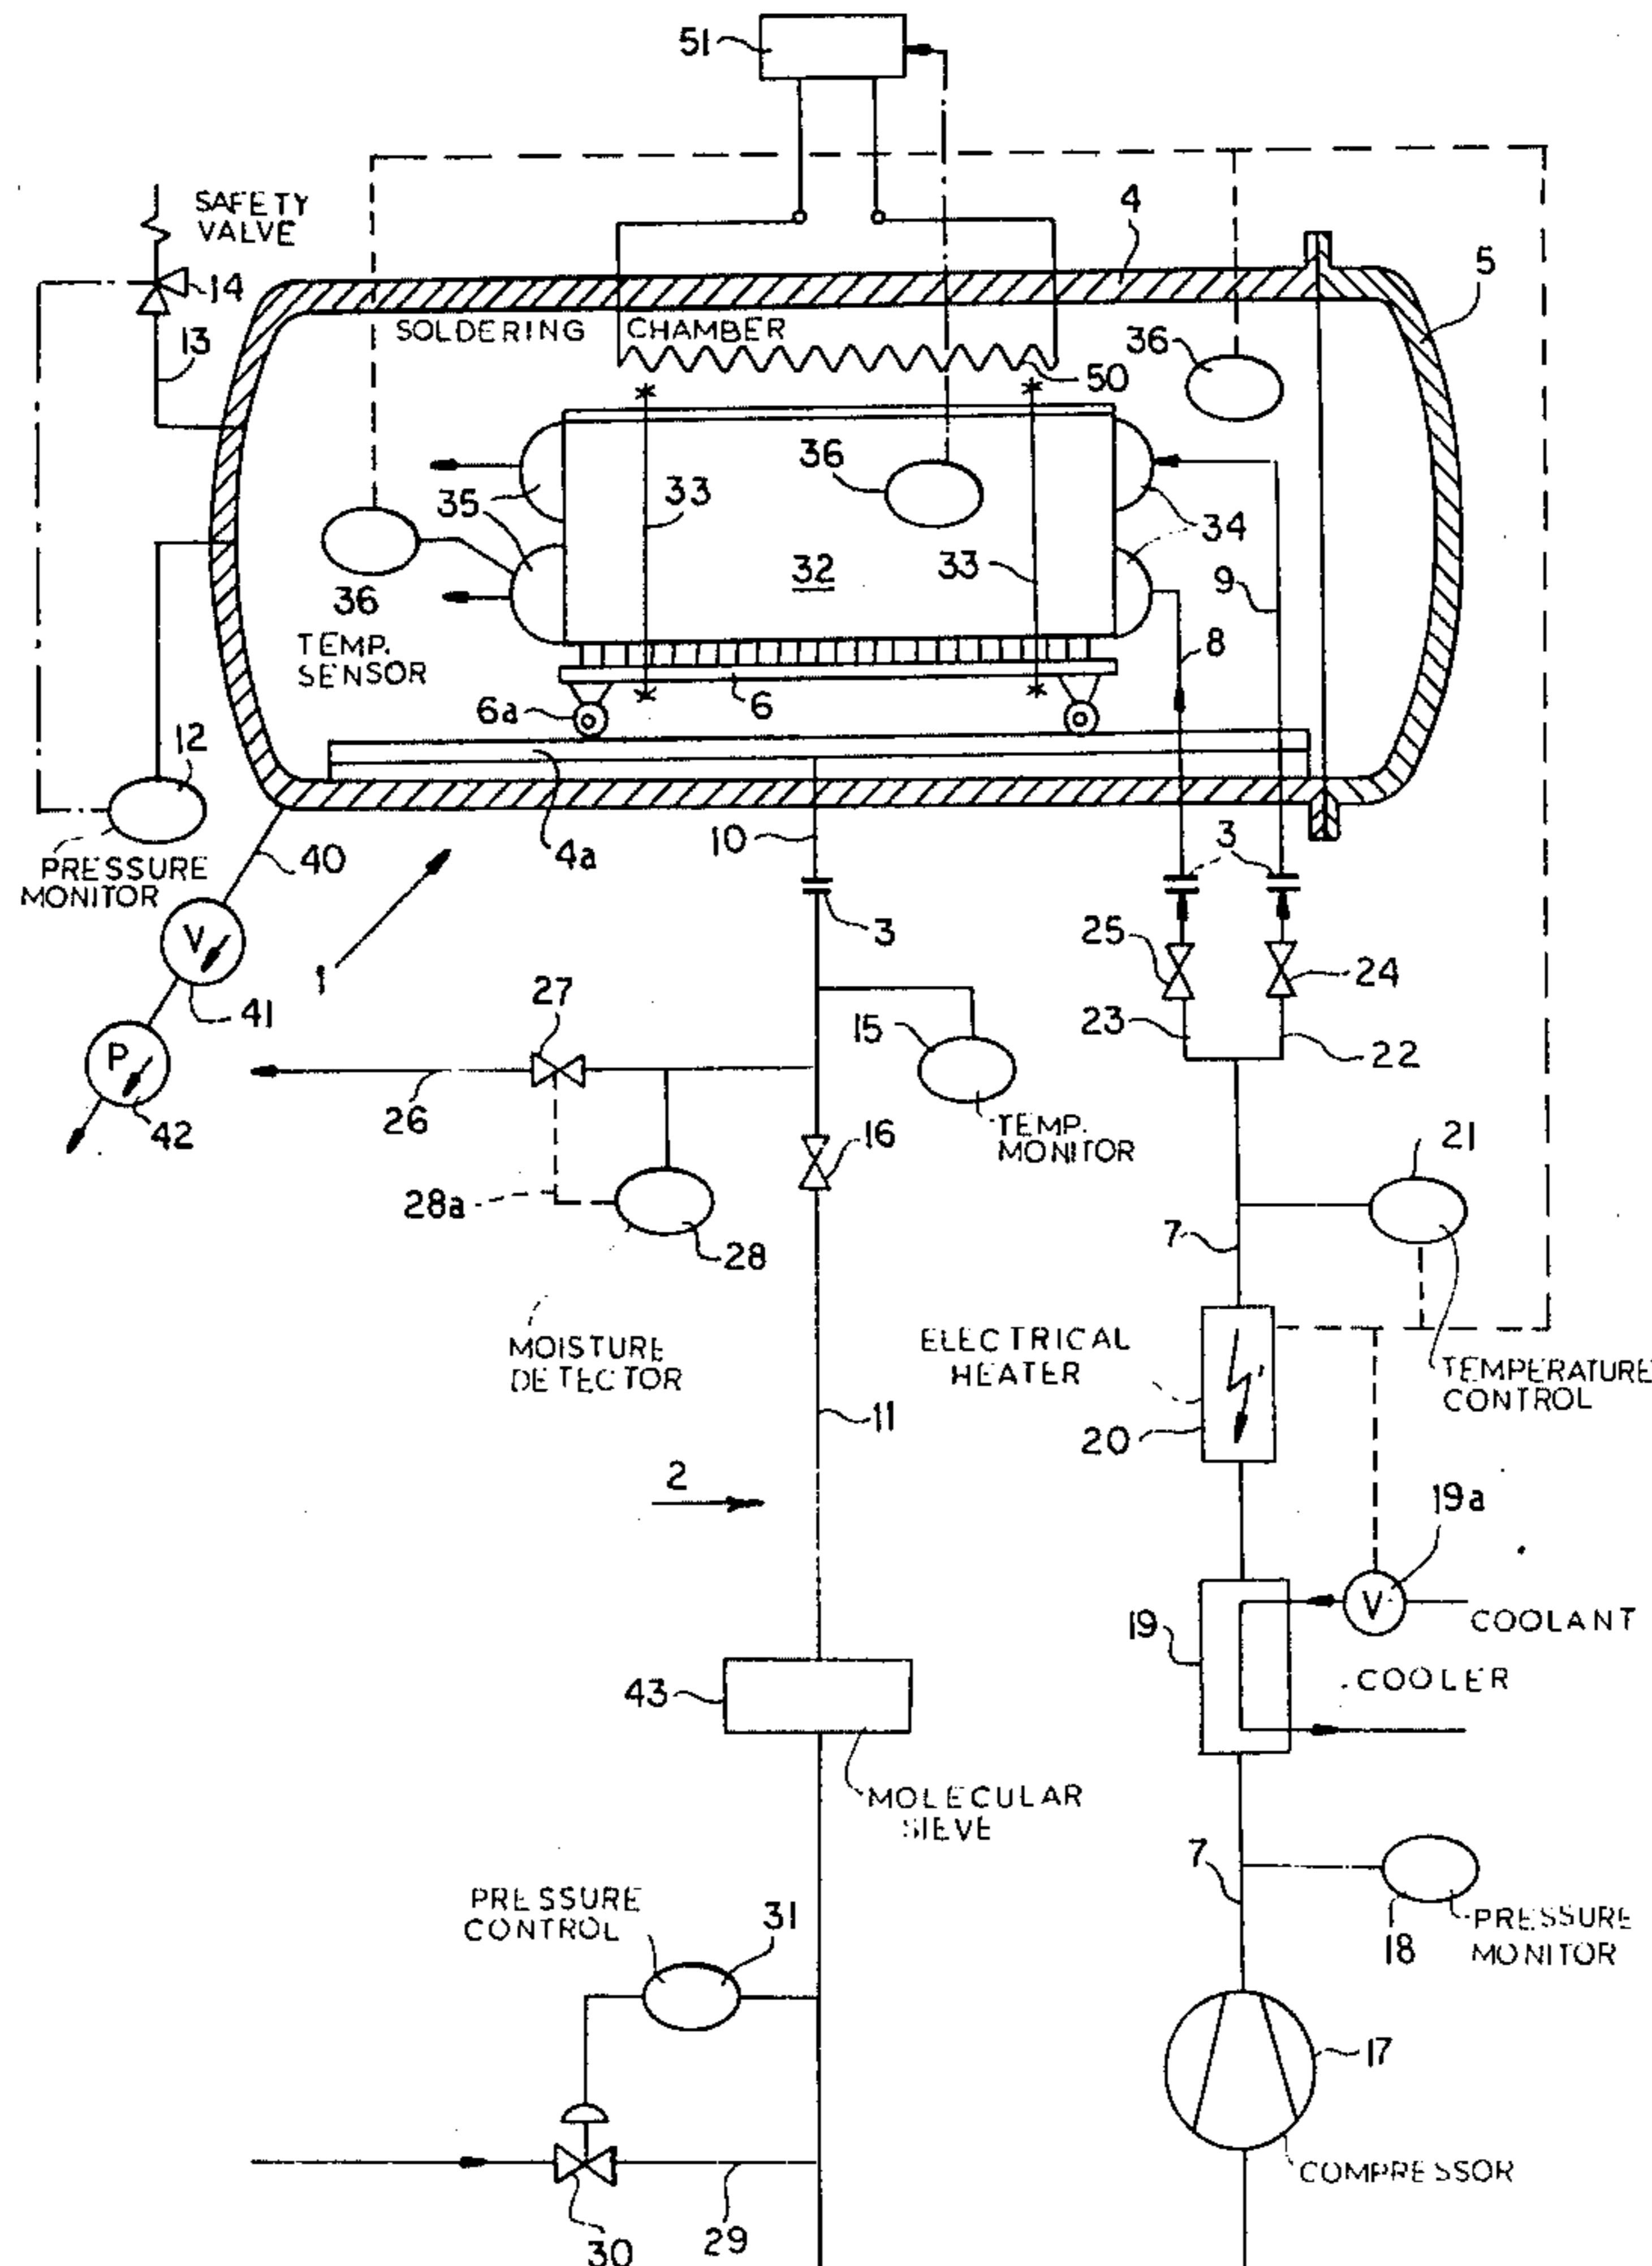 51
SAFETY
VALVE
14
13
4
5
SOLDERING CHAMBER
36
50
36
35
33
34
32
33
9
36
8
TEMP.
SENSOR
6a
6
12
4a
10
3
PRESSURE
MONITOR
40
1
V
41
P
42
3
25
24
27
15
23
22
26
16
TEMP.
MONITOR
21
28a
28
7
MOISTURE
DETECTOR
ELECTRICAL
HEATER
TEMPERATURE
CONTROL
11
20
2
19a
V
COOLANT
19
COOLER
43
MOLECULAR
SIEVE
7
PRESSURE
CONTROL
31
18
PRESSURE
MONITOR
17
COMPRESSOR
30
29